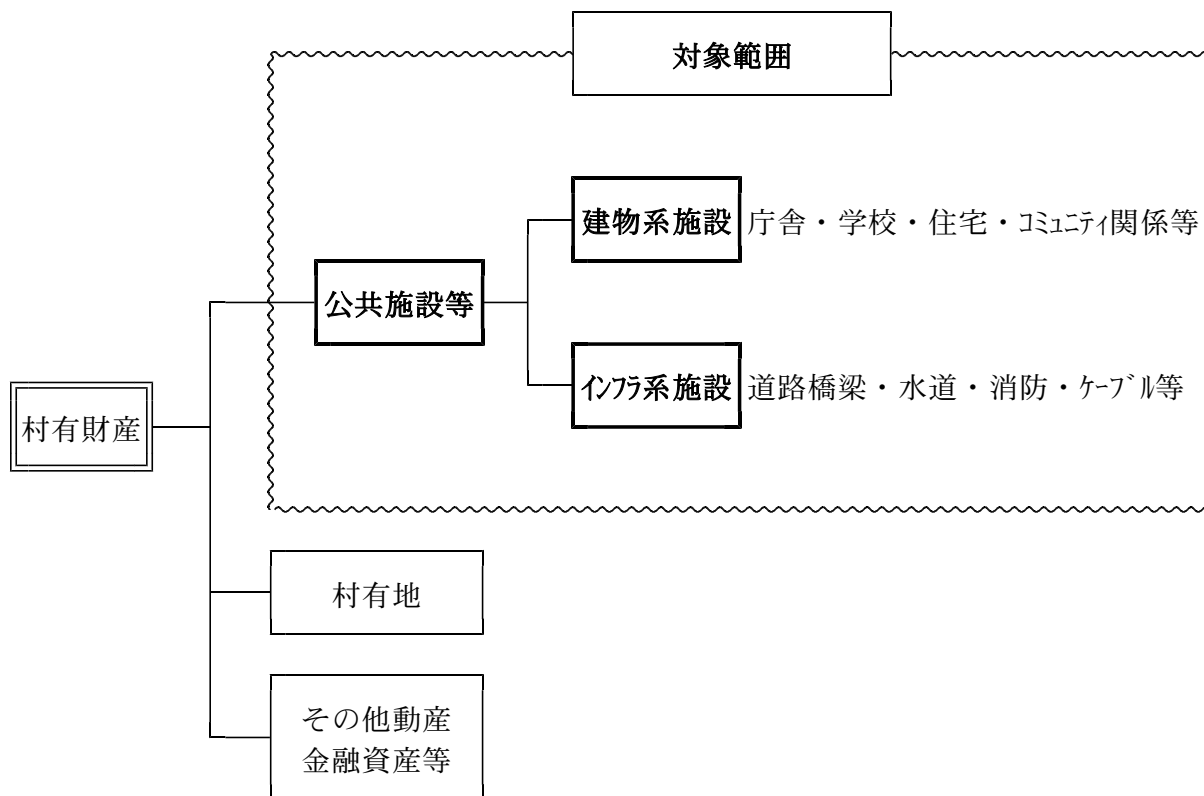 対象範囲
建物系施設 庁舎・学校・住宅・ｺﾐｭﾆﾃｨ関係等
公共施設等
ｲﾝﾌﾗ系施設 道路橋梁・水道・消防・ｹｰﾌﾞﾙ等
村有財産
村有地
その他動産
金融資産等